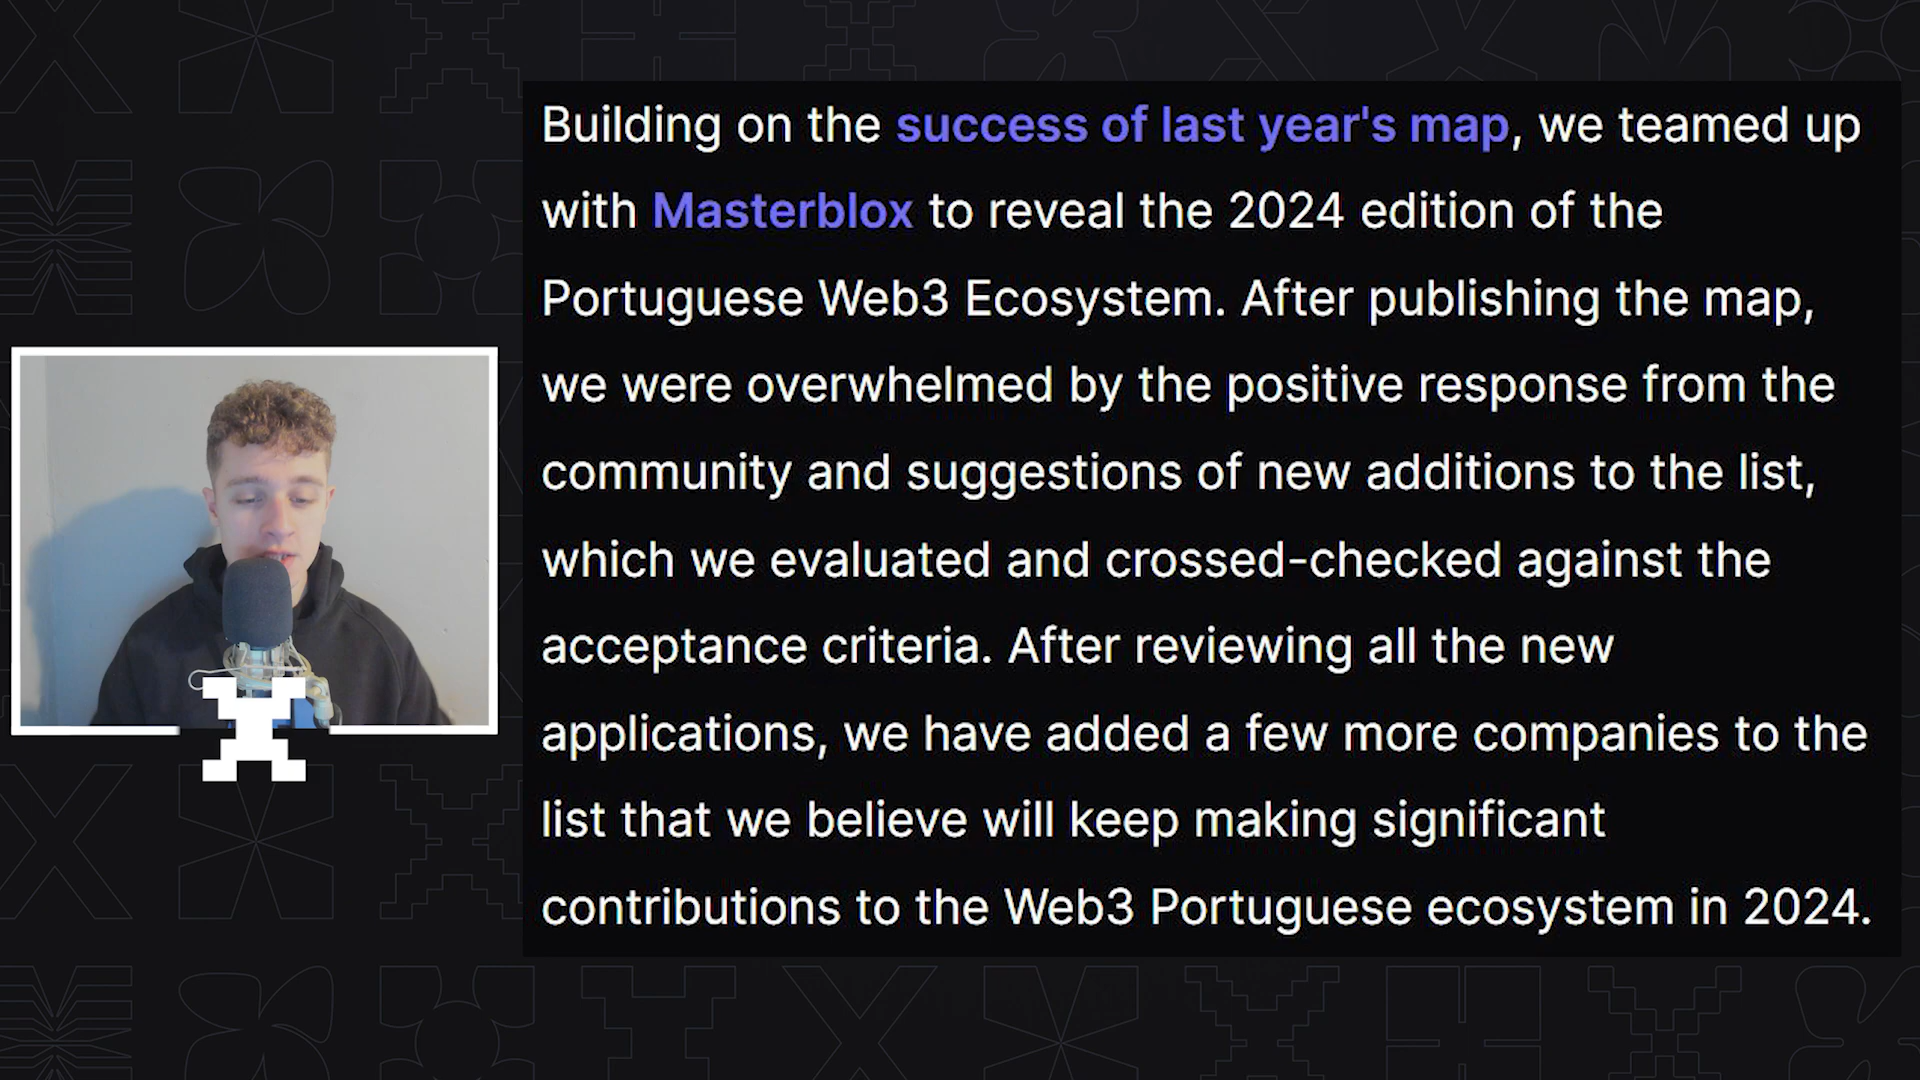 Building on the success of last year's map, we teamed up
with Masterblox to reveal the 2024 edition of the
Portuguese Web3 Ecosystem. After publishing the map,
we were overwhelmed by the positive response from the
community and suggestions of new additions to the list,
which we evaluated and crossed-checked against the
acceptance criteria. After reviewing all the new
applications, we have added a few more companies to the
list that we believe will keep making significant
contributions to the Web3 Portuguese ecosystem in 2024.